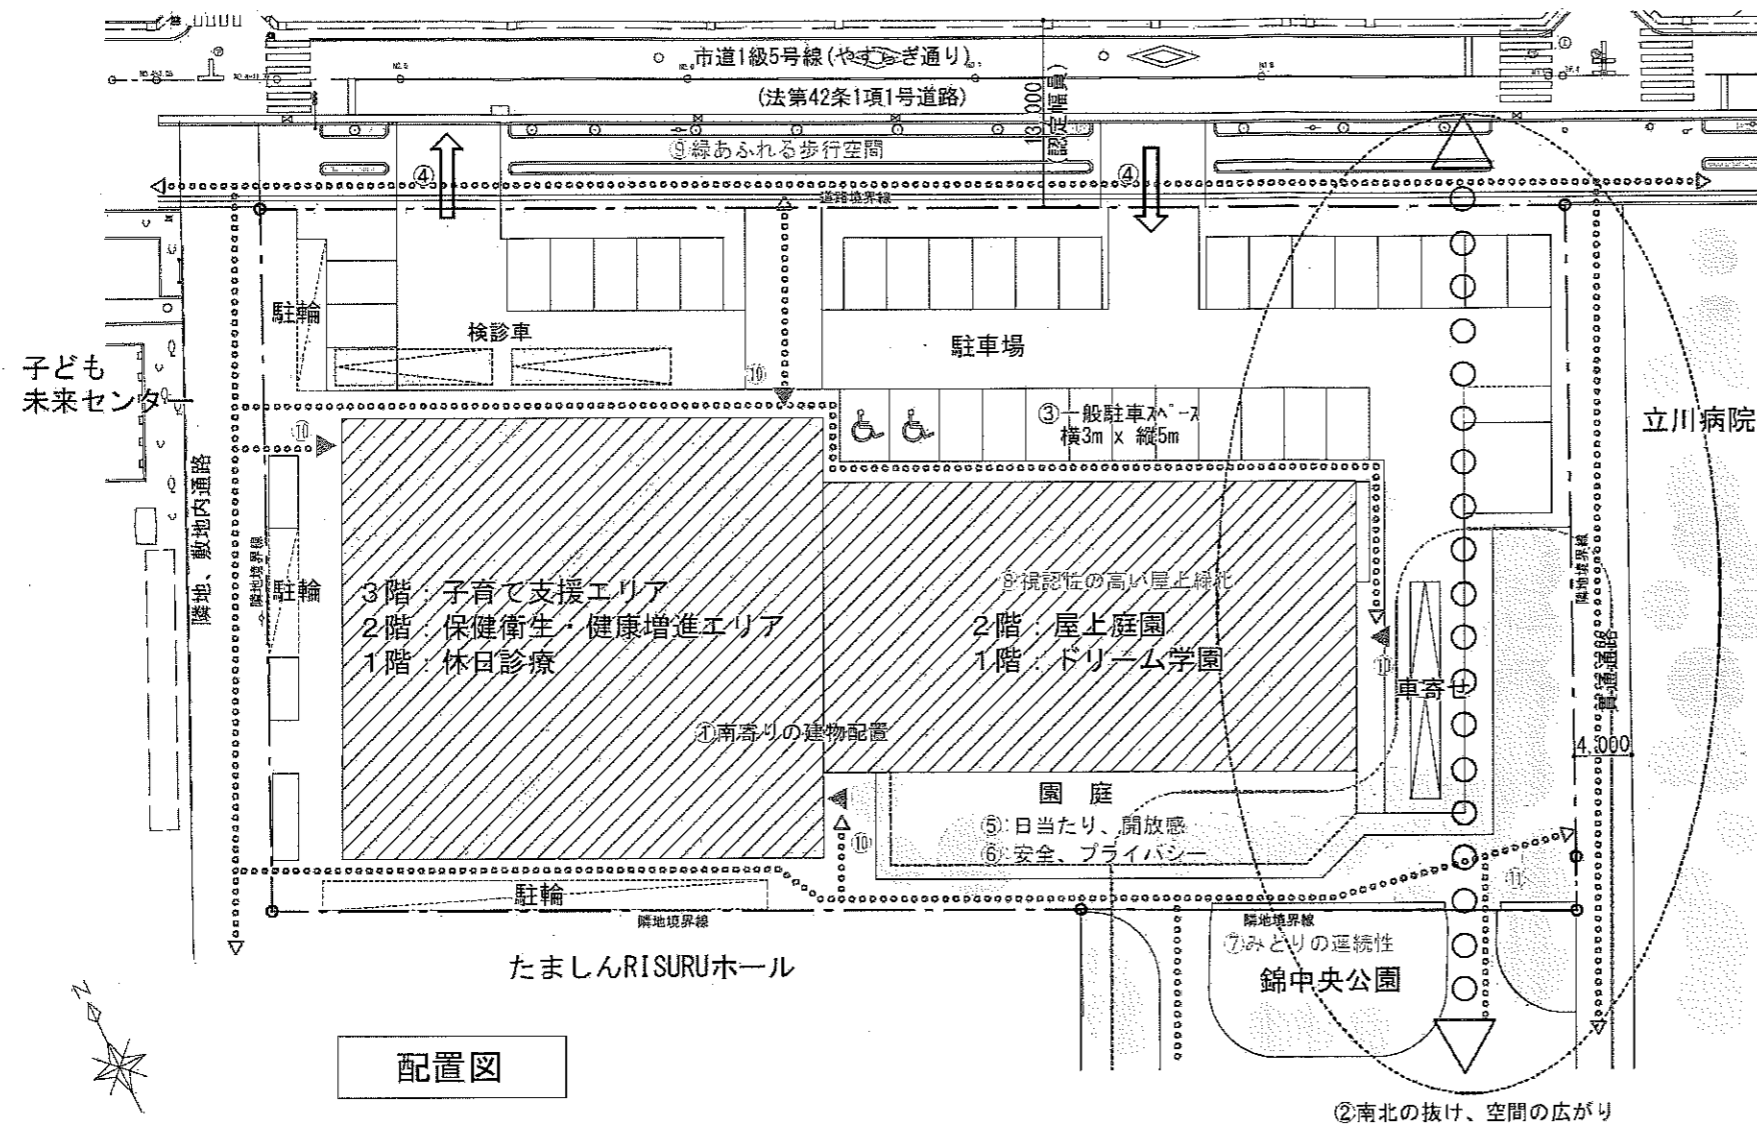 市道1級5号線(やすらぎ通り)
(法第42条1項1号道路)
13,000
(認定幅員)
⑨緑あふれる歩行空間
④
④
道路境界線
駐輪
検診車
駐車場
子ども
未来センター
⑩
③一般駐車スペース
横3m x 縦5m
立川病院
⑩
隣地、敷地内通路
隣地境界線
駐輪
3階：子育て支援エリア
2階：保健衛生・健康増進エリア
1階：休日診療
⑧視認性の高い屋上緑化
2階：屋上庭園
1階：ドリーム学園
隣地境界線
⑩
車寄せ
貫通通路
4,000
①南寄りの建物配置
園 庭
⑤:日当たり、開放感
⑥:安全、プライバシー
⑩
⑪
駐輪
隣地境界線
隣地境界線
⑦みどりの連続性
錦中央公園
たましんRISURUホール
N
配置図
②南北の抜け、空間の広がり